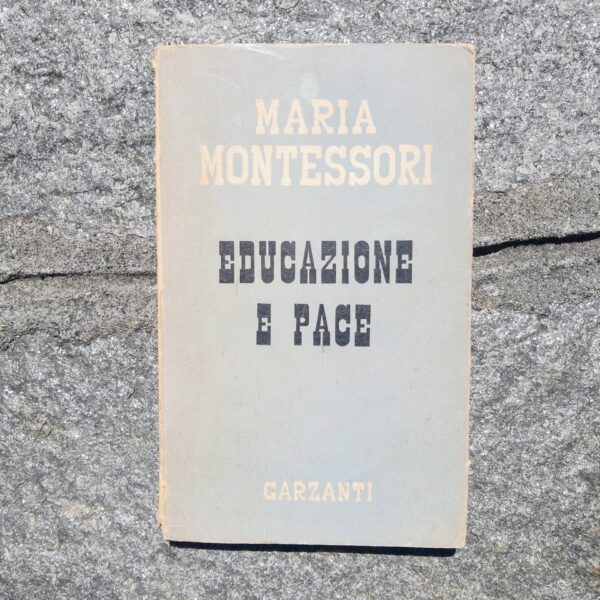 MARIA
MONTESSORI
EDUCAZIONE
E PACE
GARZANTI